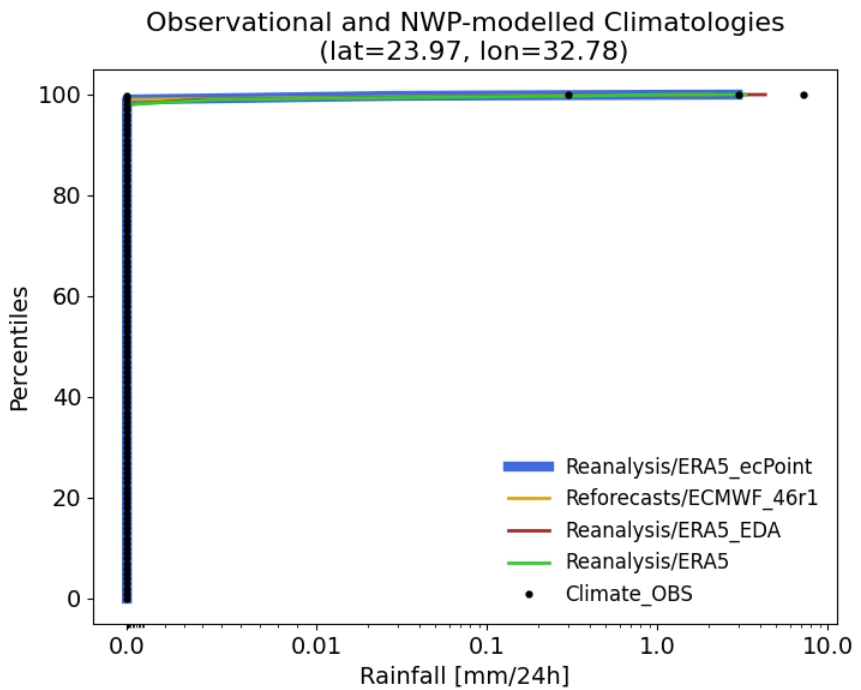 Observational and NWP-modelled Climatologies
(lat=23.97, lon=32.78)
Percentiles
100
80
60
40
20
0
Reanalysis/ERA5_ecPoint
Reforecasts/ECMWF_46r1
Reanalysis/ERA5_EDA
Reanalysis/ERA5
Climate_OBS
0.0 0.01 0.1 1.0 10.0
Rainfall [mm/24h]